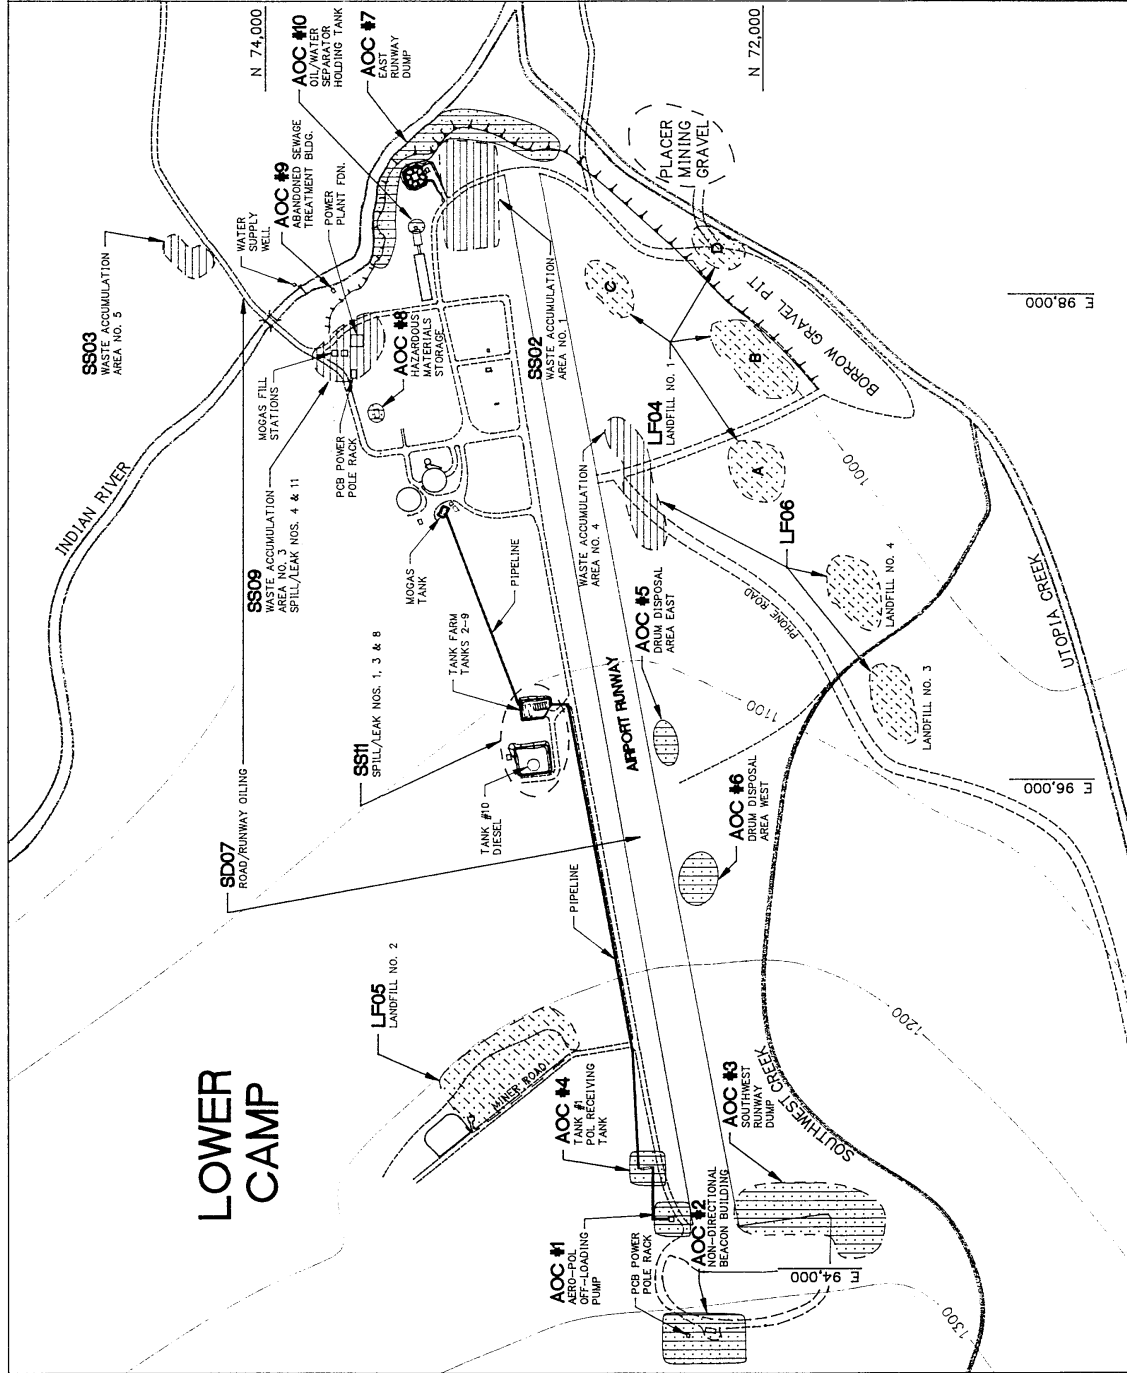 LOWER
CAMP
N 74,000
N 72,000
E 98,000
E 96,000
E 94,000
SS03
WASTE ACCUMULATION
AREA NO. 5
INDIAN RIVER
WATER
SUPPLY
WELL
AOC #9
ABANDONED SEWAGE
TREATMENT BLDG.
POWER
PLANT FDN.
AOC #10
OIL/WATER
SEPARATOR
HOLDING TANK
AOC #7
EAST
RUNWAY
DUMP
PLACER
MINING
GRAVEL
SS09
WASTE ACCUMULATION
AREA NO. 3
SPILL/LEAK NOS. 4 & 11
MOGAS FILL
STATIONS
PCB POWER
POLE RACK
AOC #8
HAZARDOUS
MATERIALS
STORAGE
SS02
WASTE ACCUMULATION
AREA NO. 1
C
D
B
A
BORROW GRAVEL PIT
LF04
LANDFILL NO. 1
WASTE ACCUMULATION
AREA NO. 4
1000
LF06
LANDFILL NO. 4
LANDFILL NO. 3
UTOPIA CREEK
PHONE ROAD
MOGAS
TANK
PIPELINE
TANK FARM
TANKS 2-9
SS11
SPILL/LEAK NOS. 1, 3 & 8
TANK #10
DIESEL
SD07
ROAD/RUNWAY OILING
AIRPORT RUNWAY
AOC #5
DRUM DISPOSAL
AREA EAST
1100
AOC #6
DRUM DISPOSAL
AREA WEST
PIPELINE
LF05
LANDFILL NO. 2
MINER ROAD
1200
AOC #4
TANK #1
POL RECEIVING
TANK
AOC #3
SOUTHWEST
RUNWAY
DUMP
SOUTHWEST CREEK
AOC #1
AERO-POL
OFF-LOADING
PUMP
PCB POWER
POLE RACK
AOC #2
NON-DIRECTIONAL
BEACON BUILDING
1300